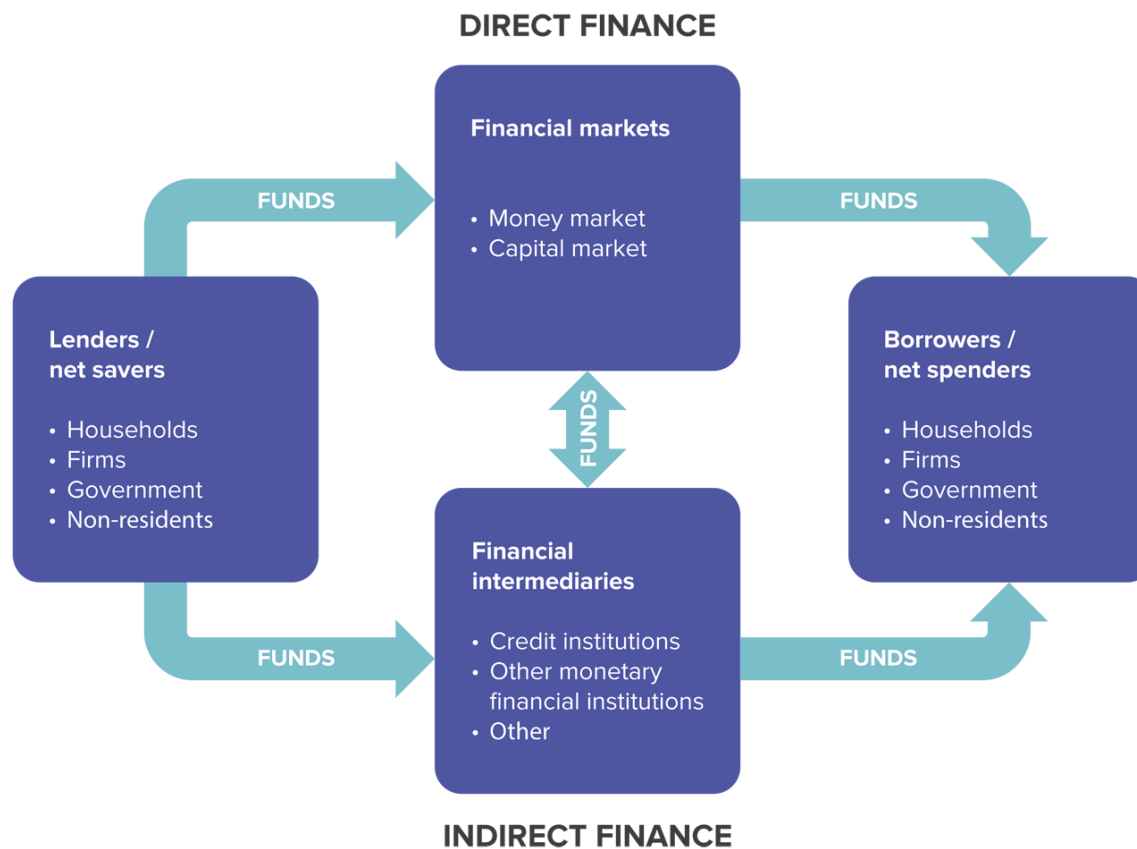 DIRECT FINANCE
Financial markets
• Money market
• Capital market
FUNDS
FUNDS
Lenders /
net savers
• Households
• Firms
• Government
• Non-residents
FUNDS
Borrowers /
net spenders
• Households
• Firms
• Government
• Non-residents
Financial
intermediaries
• Credit institutions
• Other monetary
financial institutions
• Other
FUNDS
FUNDS
INDIRECT FINANCE